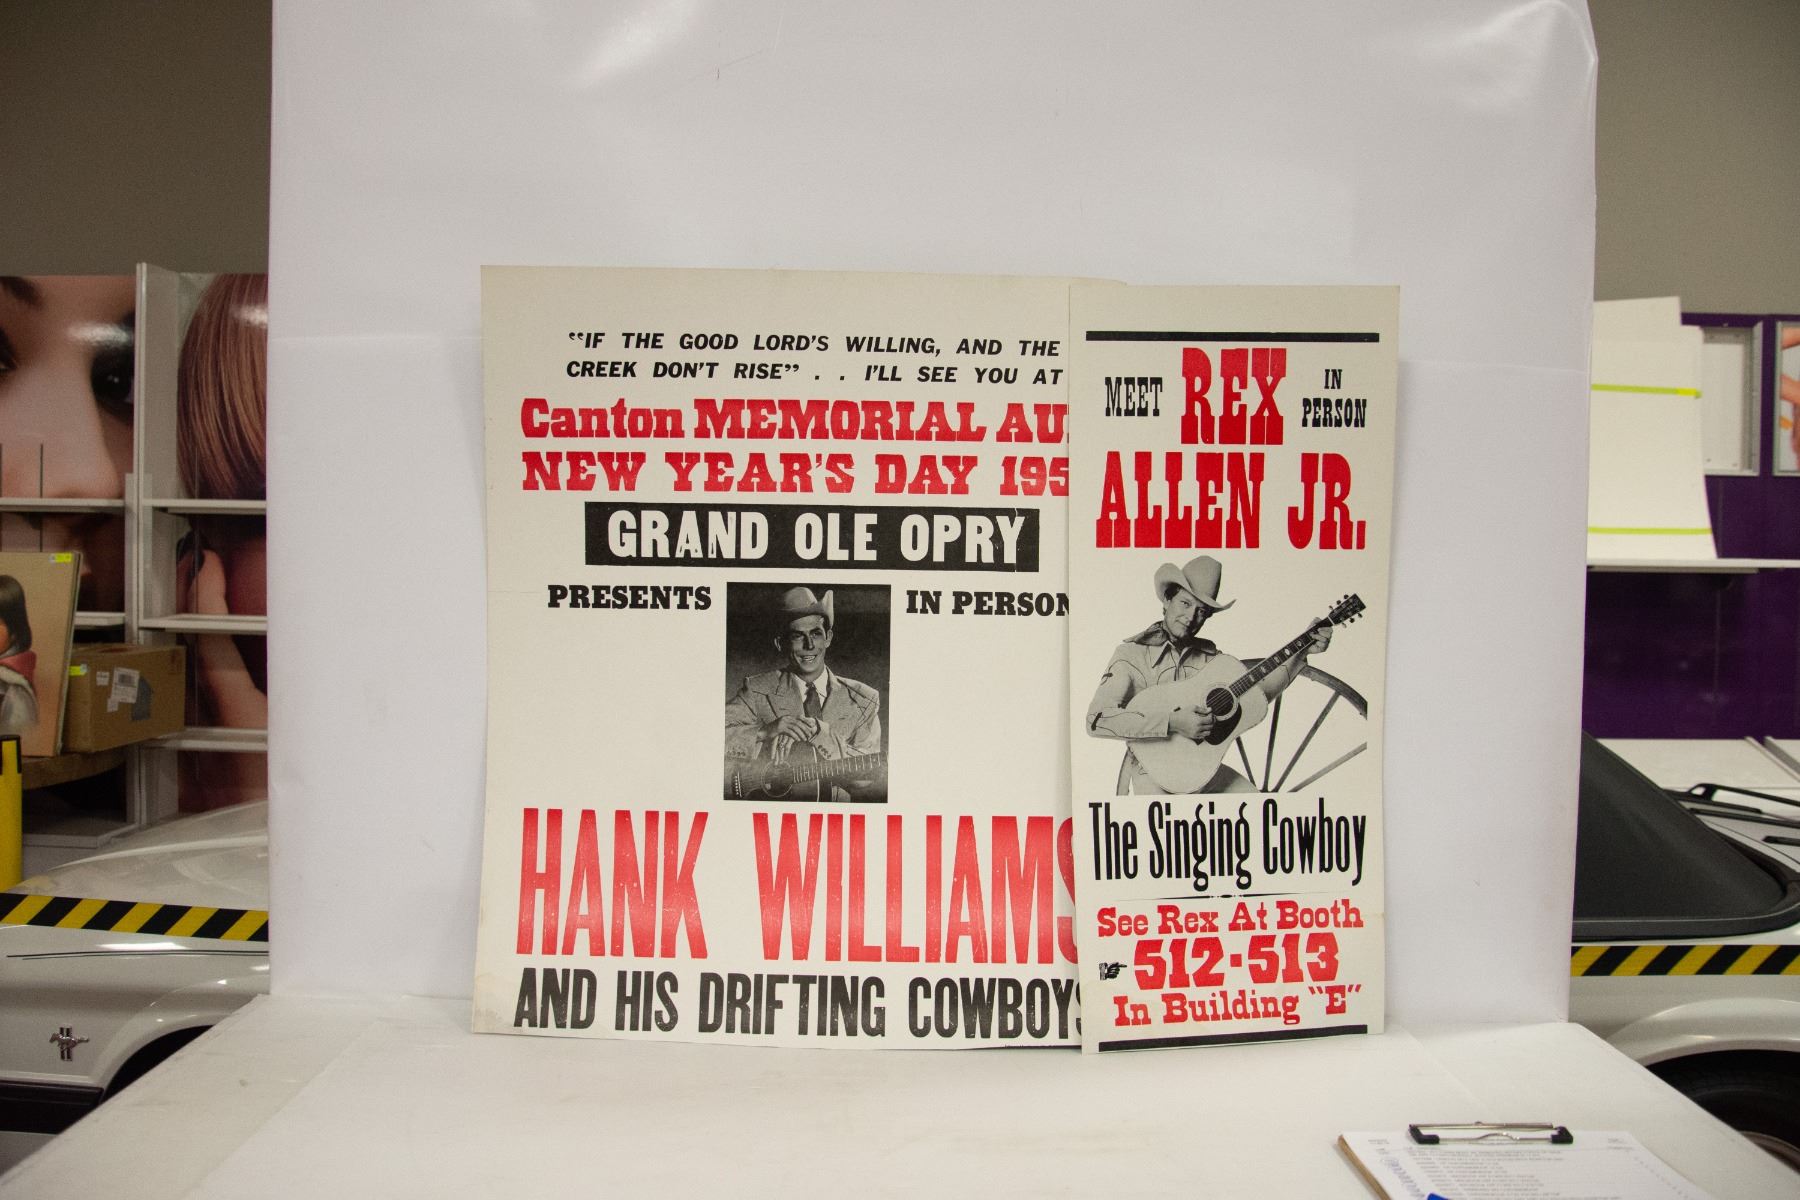 “IF THE GOOD LORD'S WILLING, AND THE
CREEK DON'T RISE” . . I'LL SEE YOU AT
Canton MEMORIAL AU
NEW YEAR'S DAY 195
GRAND OLE OPRY
PRESENTS
IN PERSON
HANK WILLIAMS
AND HIS DRIFTING COWBOYS
MEET REX IN PERSON
ALLEN JR.
The Singing Cowboy
See Rex At Booth
512-513
In Building "E"